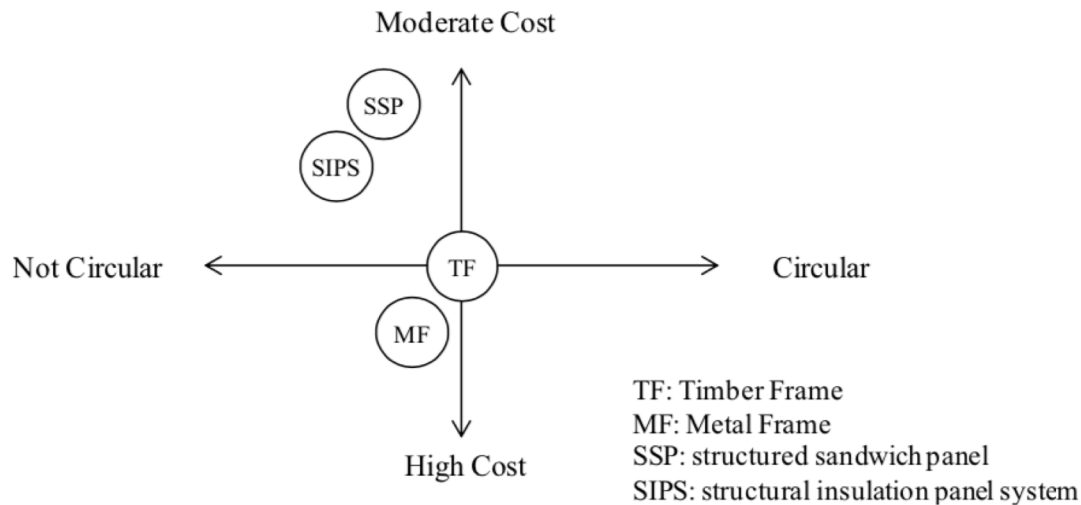 Moderate Cost
SSP
SIPS
Not Circular
TF
Circular
MF
TF: Timber Frame
MF: Metal Frame
High Cost
SSP: structured sandwich panel
SIPS: structural insulation panel system